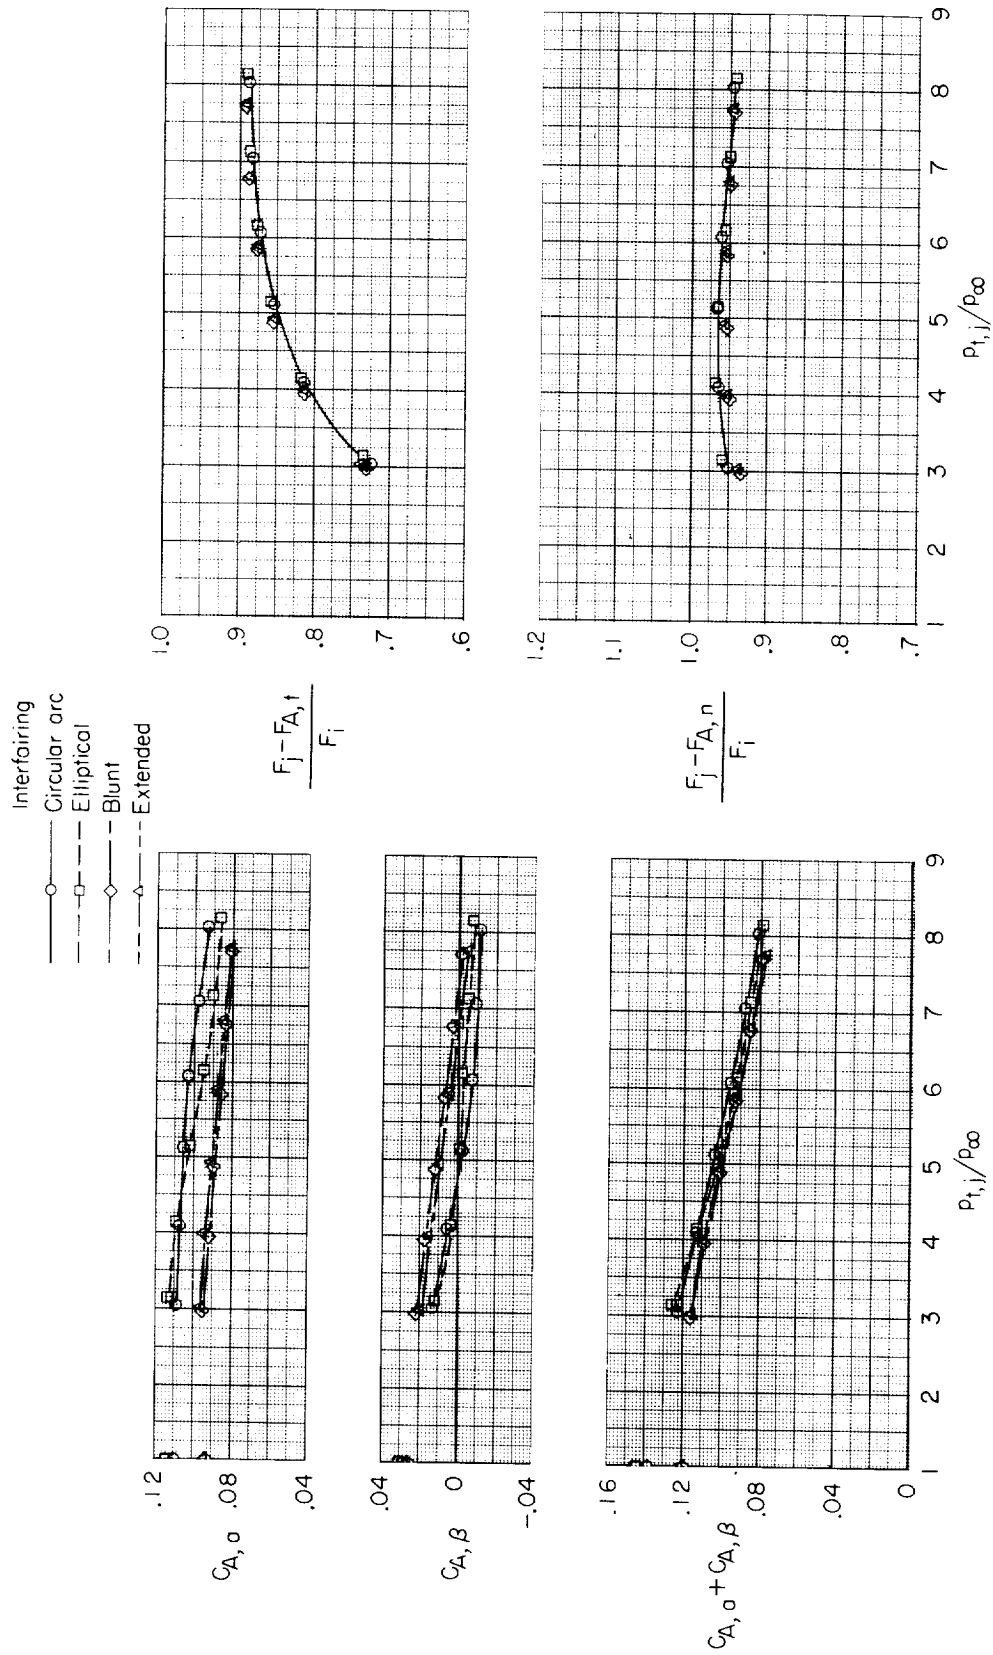 Interfairing
Circular arc
Elliptical
Blunt
Extended
.12
.08
.04
C_A,a
.04
0
-.04
C_A,β
.16
.12
.08
.04
0
C_A,a + C_A,β
1 2 3 4 5 6 7 8 9
p_t,j/p_∞
1.0
.9
.8
.7
.6
F_j - F_A,t
F_i
1.2
1.1
1.0
.9
.8
.7
F_j - F_A,n
F_i
1 2 3 4 5 6 7 8 9
p_t,j/p_∞